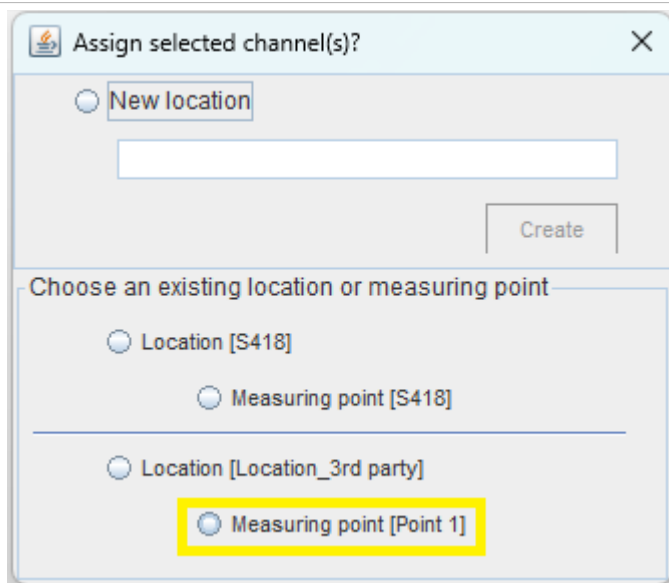 Assign selected channel(s)?
New location
Create
Choose an existing location or measuring point
Location [S418]
Measuring point [S418]
Location [Location_3rd party]
Measuring point [Point 1]